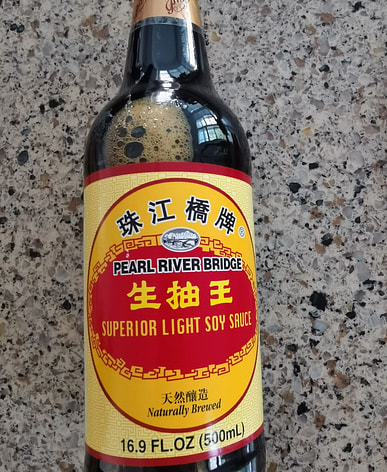 珠江橋牌®
PEARL RIVER BRIDGE
生抽王
SUPERIOR LIGHT SOY SAUCE
天然釀造
Naturally Brewed
16.9 FL.OZ (500mL)